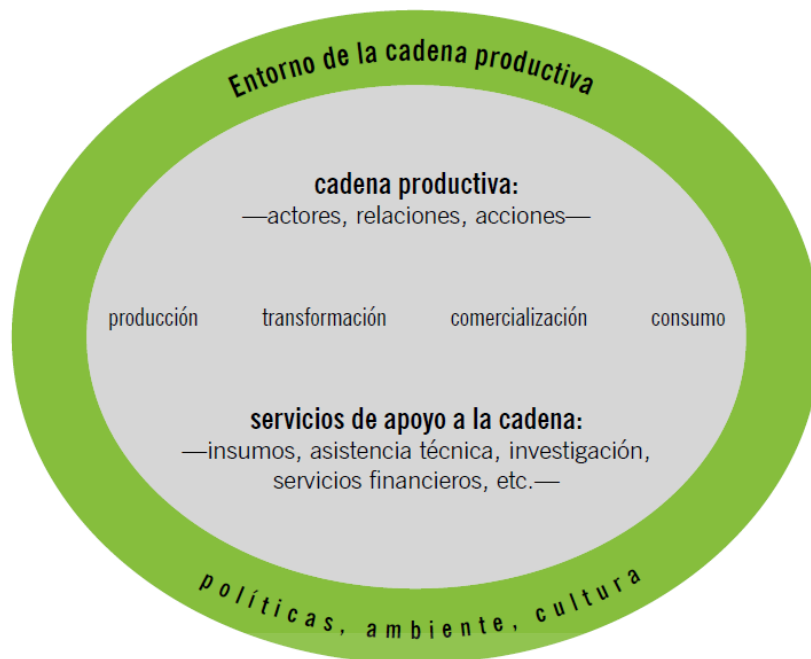 Entorno de la cadena productiva
cadena productiva:
—actores, relaciones, acciones—
producción transformación comercialización consumo
servicios de apoyo a la cadena:
—insumos, asistencia técnica, investigación,
servicios financieros, etc.—
políticas, ambiente, cultura